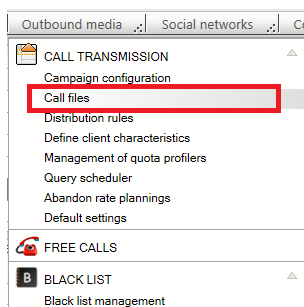 Outbound media Social networks
CALL TRANSMISSION
Campaign configuration
Call files
Distribution rules
Define client characteristics
Management of quota profilers
Query scheduler
Abandon rate plannings
Default settings
FREE CALLS
B BLACK LIST
Black list management